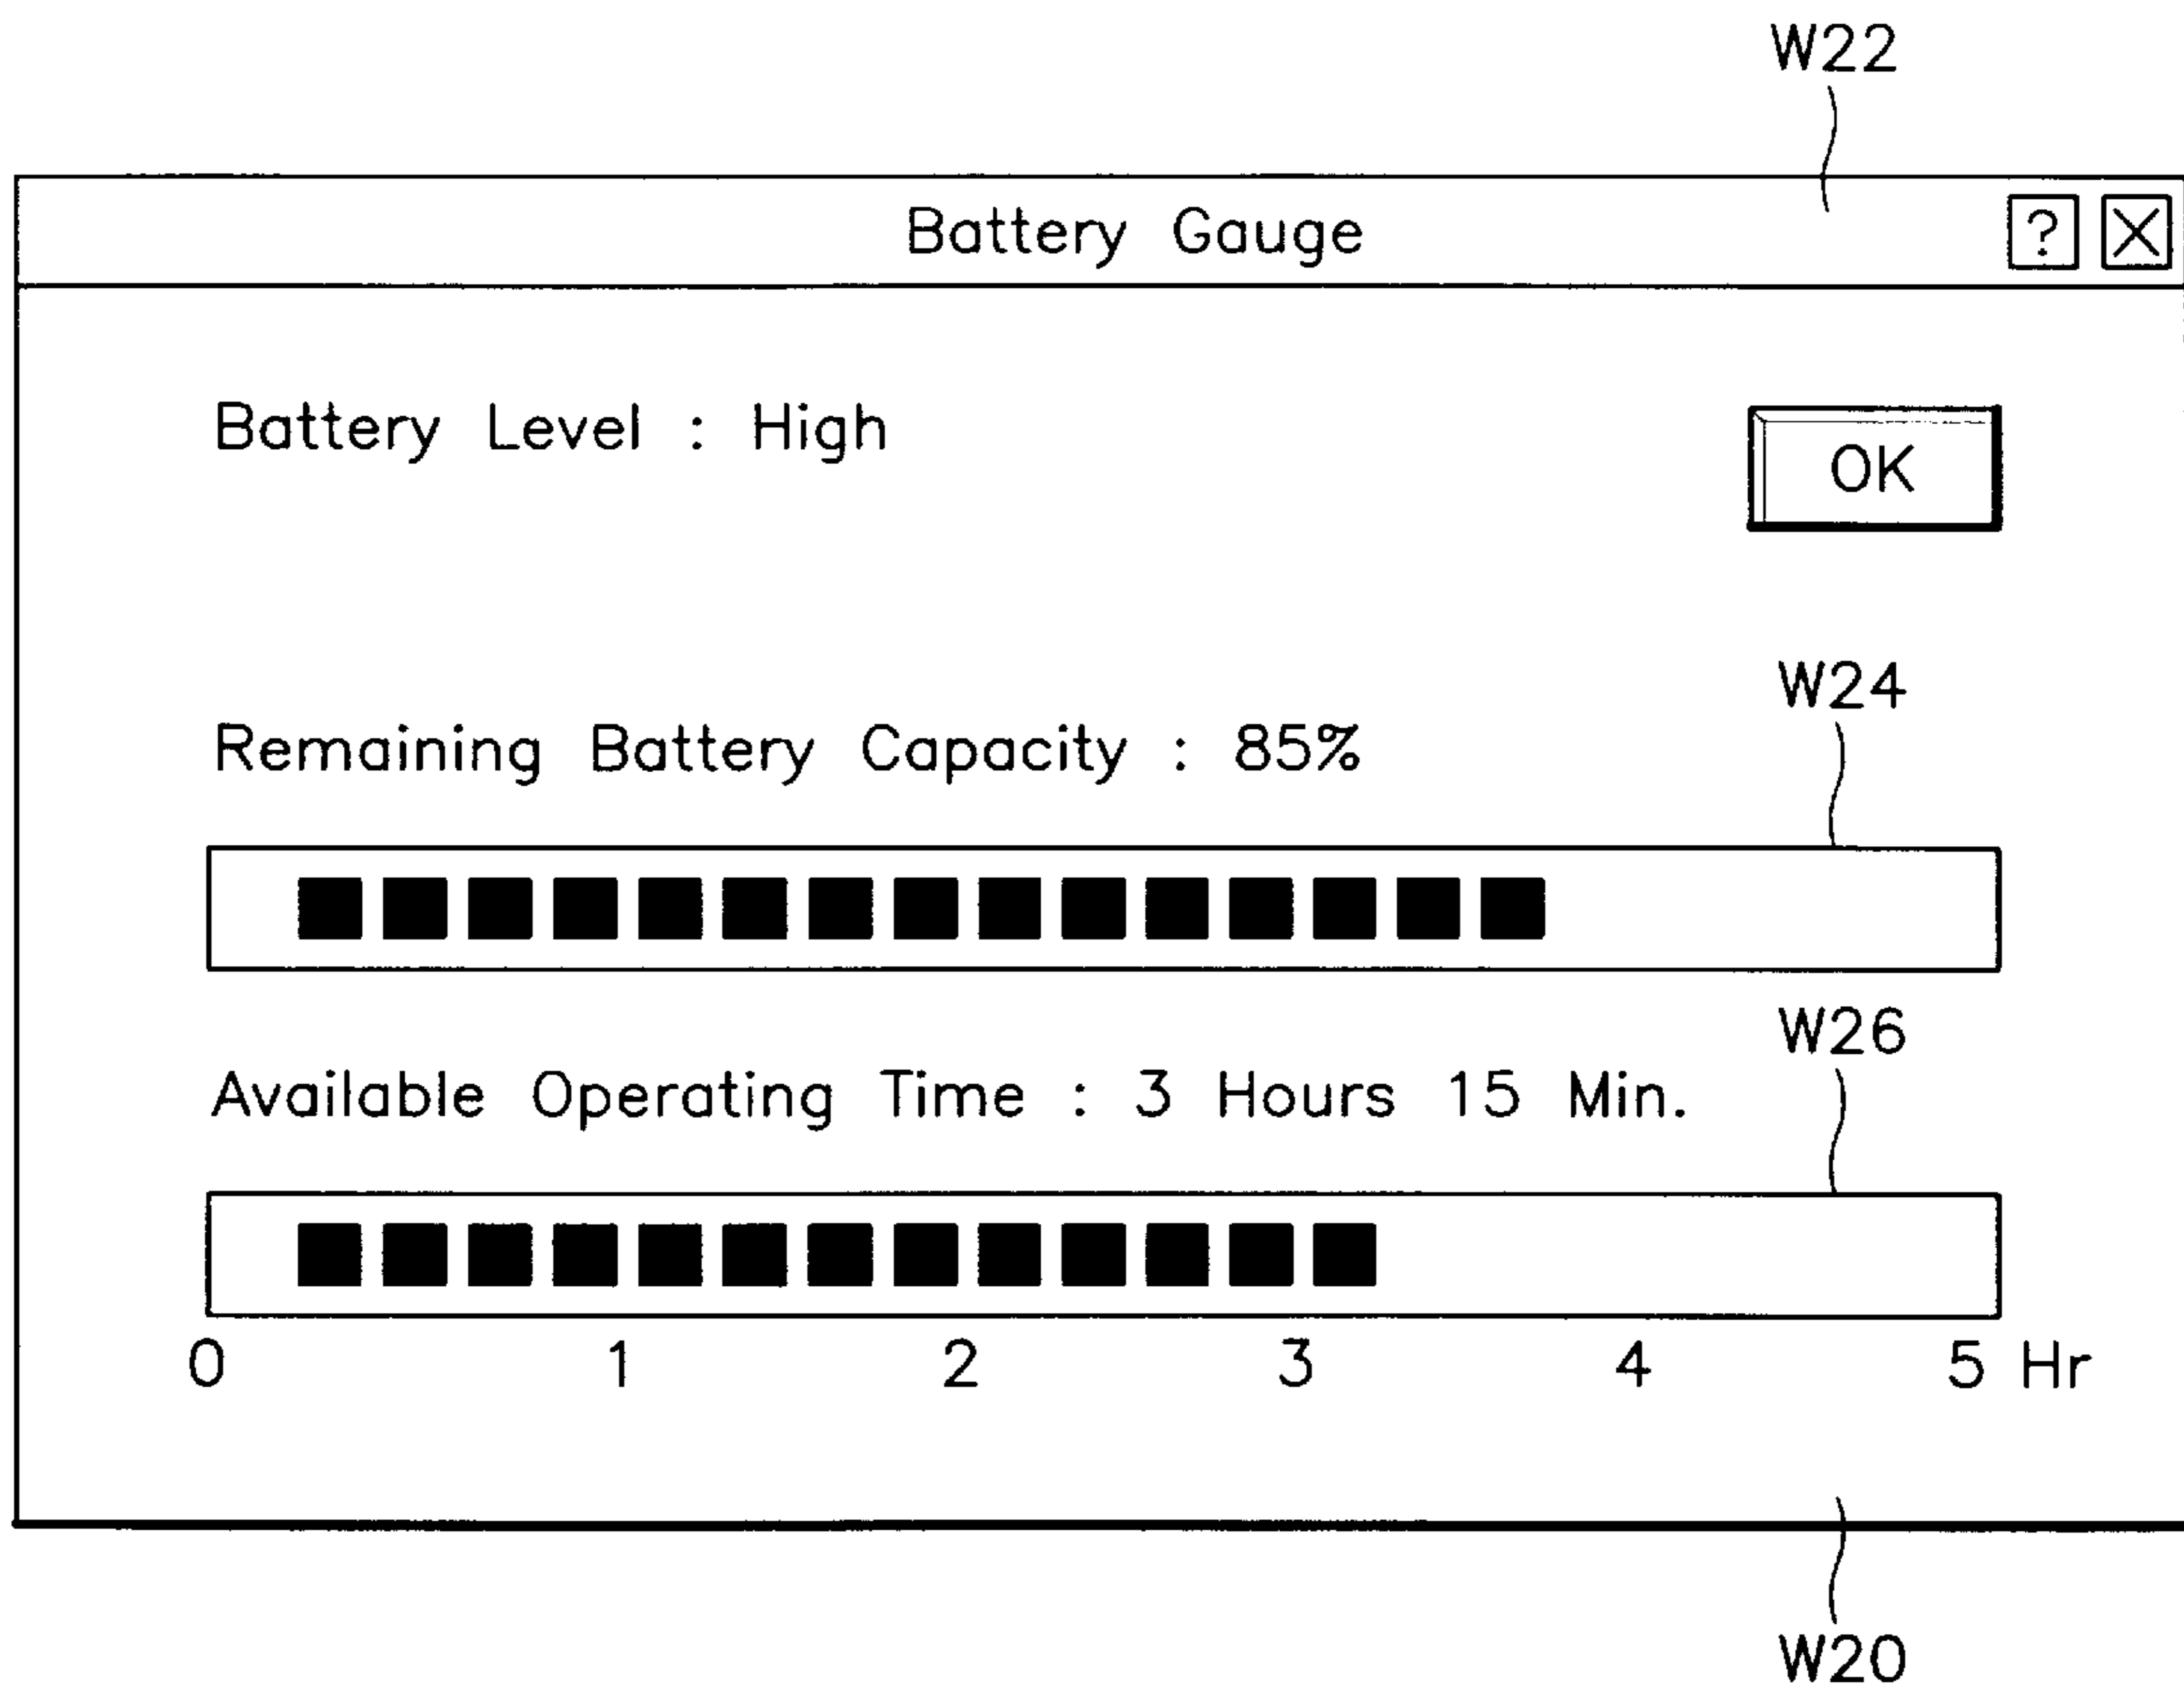 W22
Battery Gauge ? X
Battery Level : High
OK
W24
Remaining Battery Capacity : 85%
W26
Available Operating Time : 3 Hours 15 Min.
0 1 2 3 4 5 Hr
W20